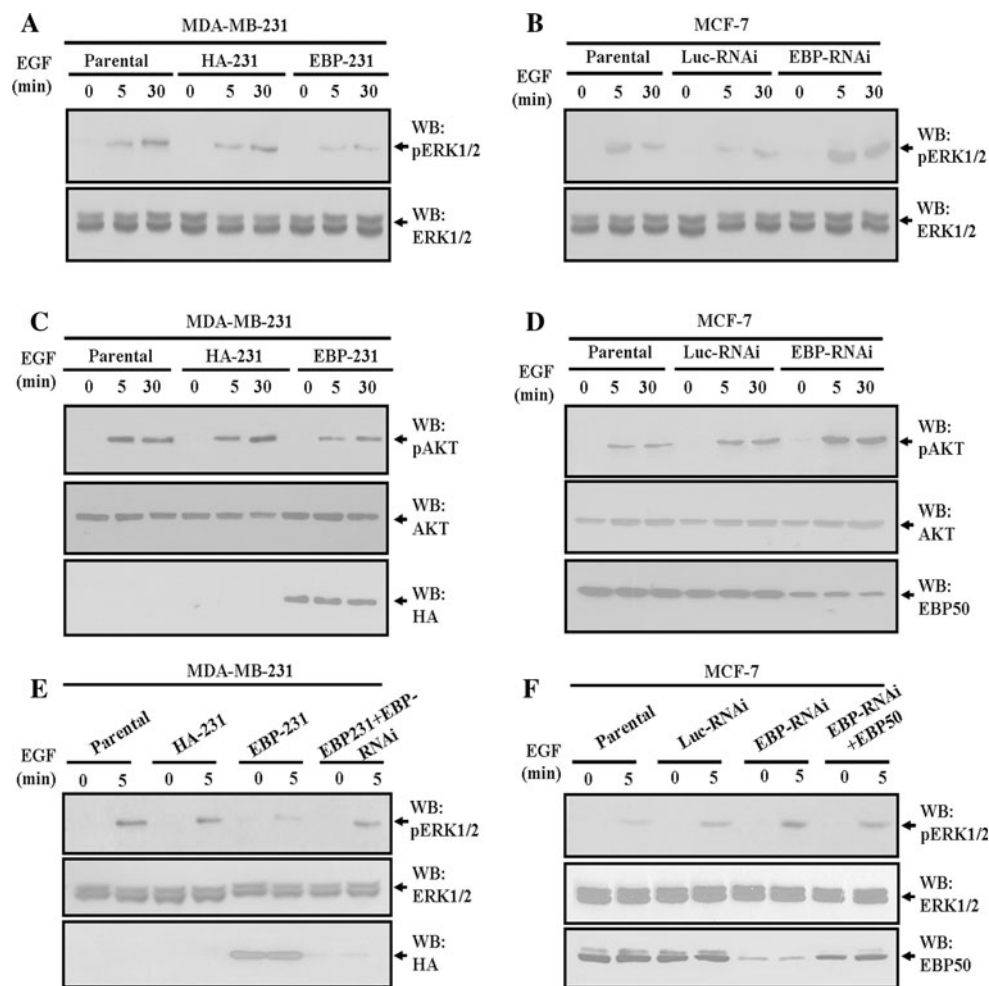 A
MDA-MB-231
EGF
(min)
Parental HA-231 EBP-231
0 5 30 0 5 30 0 5 30
WB:
pERK1/2
WB:
ERK1/2
B
MCF-7
EGF
(min)
Parental Luc-RNAi EBP-RNAi
0 5 30 0 5 30 0 5 30
WB:
pERK1/2
WB:
ERK1/2
C
MDA-MB-231
EGF
(min)
Parental HA-231 EBP-231
0 5 30 0 5 30 0 5 30
WB:
pAKT
WB:
AKT
WB:
HA
D
MCF-7
EGF
(min)
Parental Luc-RNAi EBP-RNAi
0 5 30 0 5 30 0 5 30
WB:
pAKT
WB:
AKT
WB:
EBP50
E
MDA-MB-231
EGF
(min)
Parental HA-231 EBP-231 EBP231+EBP-
RNAi
0 5 0 5 0 5 0 5
WB:
pERK1/2
WB:
ERK1/2
WB:
HA
F
MCF-7
EGF
(min)
Parental Luc-RNAi EBP-RNAi EBP-RNAi
+EBP50
0 5 0 5 0 5 0 5
WB:
pERK1/2
WB:
ERK1/2
WB:
EBP50